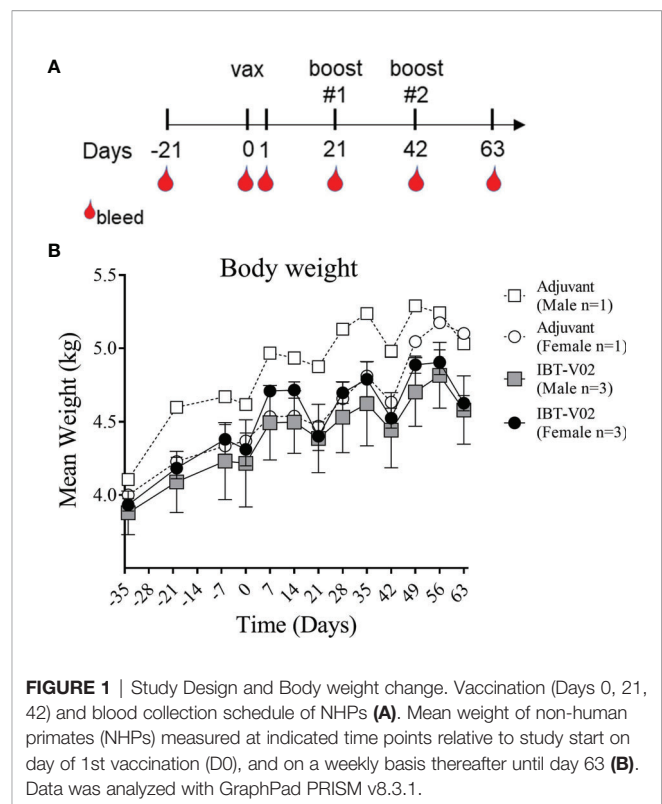 A
vax boost boost
#1 #2
Days -21 0 1 21 42 63
bleed
B
Body weight
5.5
5.0
4.5
4.0
Mean Weight (kg)
-35 -28 -21 -14 -7 0 7 14 21 28 35 42 49 56 63
Time (Days)
Adjuvant
(Male n=1)
Adjuvant
(Female n=1)
IBT-V02
(Male n=3)
IBT-V02
(Female n=3)
FIGURE 1 | Study Design and Body weight change. Vaccination (Days 0, 21,
42) and blood collection schedule of NHPs (A). Mean weight of non-human
primates (NHPs) measured at indicated time points relative to study start on
day of 1st vaccination (D0), and on a weekly basis thereafter until day 63 (B).
Data was analyzed with GraphPad PRISM v8.3.1.